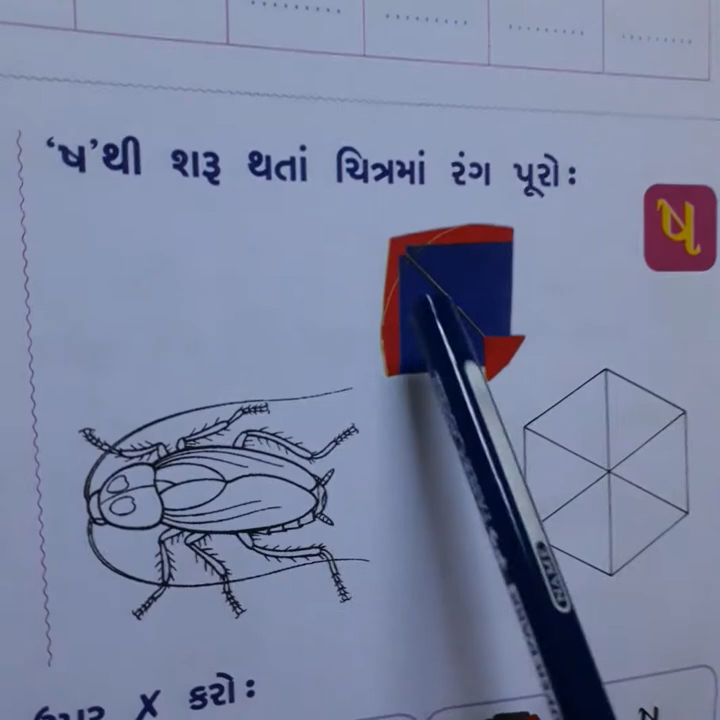 ‘ષ’થી શરૂ થતાં ચિત્રમાં રંગ પૂરો :
ષ
X કરો :